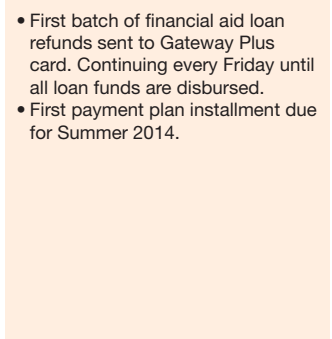 • First batch of financial aid loan
refunds sent to Gateway Plus
card. Continuing every Friday until
all loan funds are disbursed.
• First payment plan installment due
for Summer 2014.